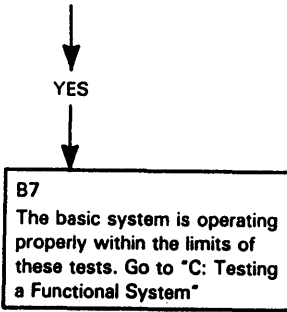 YES
B7
The basic system is operating
properly within the limits of
these tests. Go to "C: Testing
a Functional System"